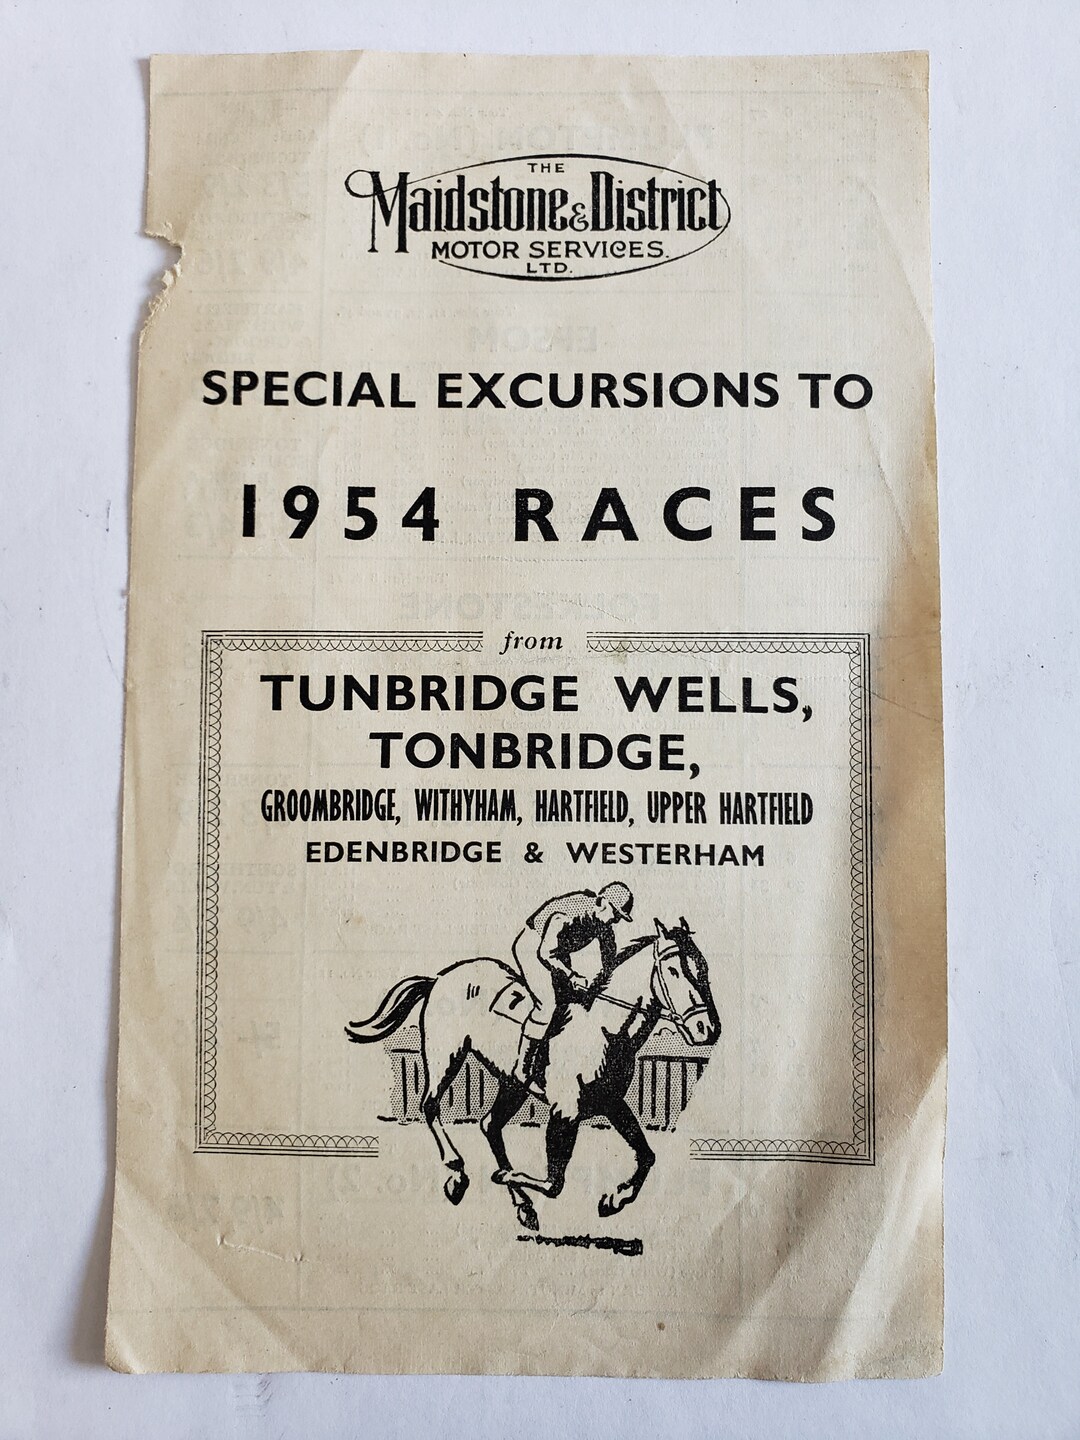 THE
Maidstone & District
MOTOR SERVICES.
LTD.
SPECIAL EXCURSIONS TO
1954 RACES
from
TUNBRIDGE WELLS,
TONBRIDGE,
GROOMBRIDGE, WITHYHAM, HARTFIELD, UPPER HARTFIELD
EDENBRIDGE & WESTERHAM
7